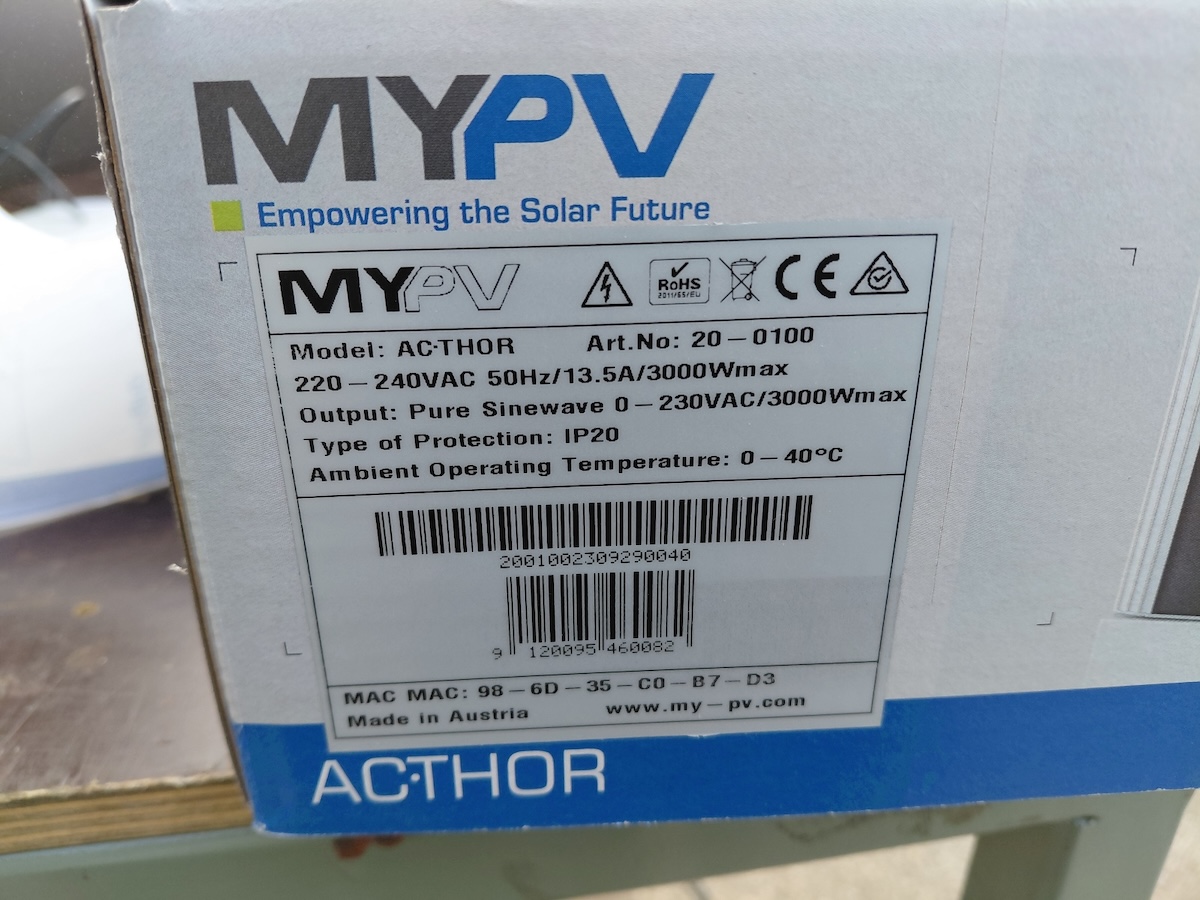 MYPV
Empowering the Solar Future
MYPV
RoHS
2011/65/EU
CE
Model: AC•THOR Art.No: 20-0100
220-240VAC 50Hz/13.5A/3000Wmax
Output: Pure Sinewave 0-230VAC/3000Wmax
Type of Protection: IP20
Ambient Operating Temperature: 0-40°C
2001002309290040
9 120095 460082
MAC MAC: 98-6D-35-C0-B7-D3
Made in Austria www.my-pv.com
AC•THOR